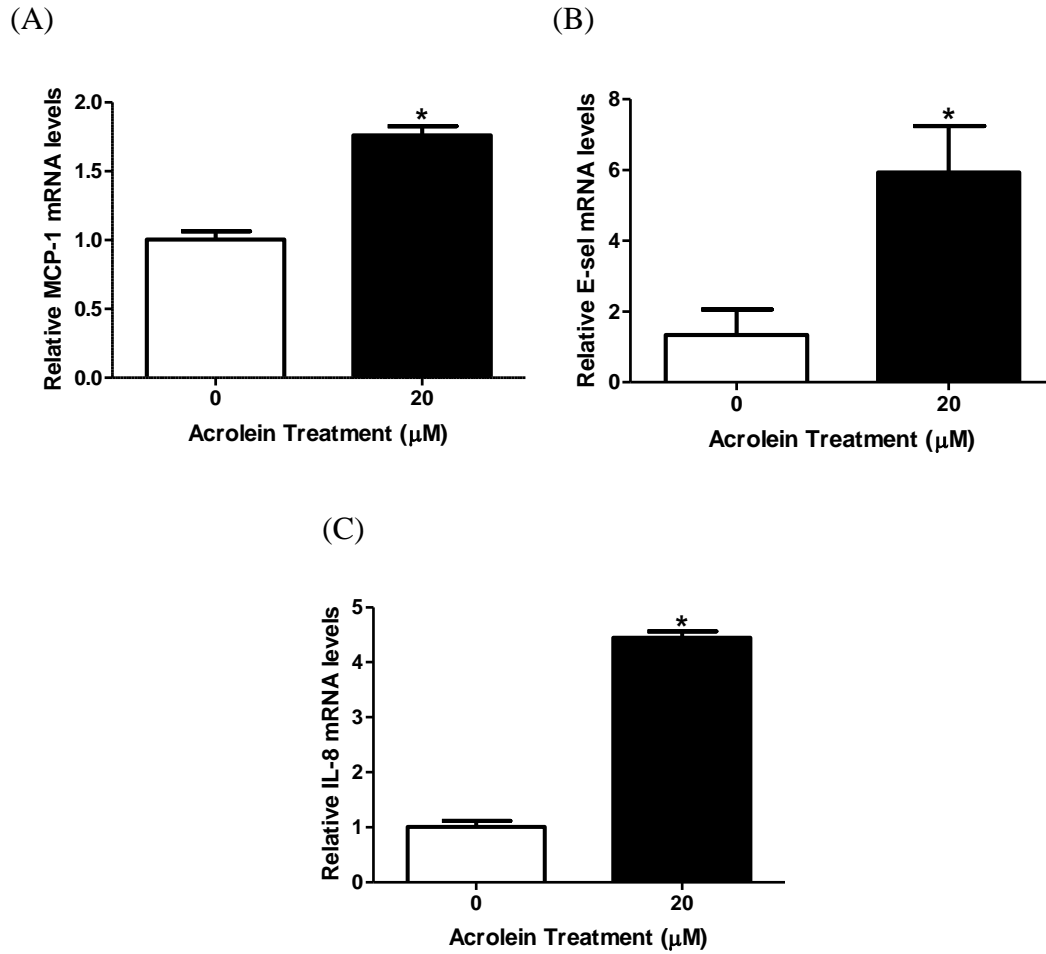 (A)
(B)
Relative MCP-1 mRNA levels
2.0
1.5
1.0
0.5
0.0
*
0
20
Acrolein Treatment (μM)
Relative E-sel mRNA levels
8
6
4
2
0
*
0
20
Acrolein Treatment (μM)
(C)
Relative IL-8 mRNA levels
5
4
3
2
1
0
*
0
20
Acrolein Treatment (μM)